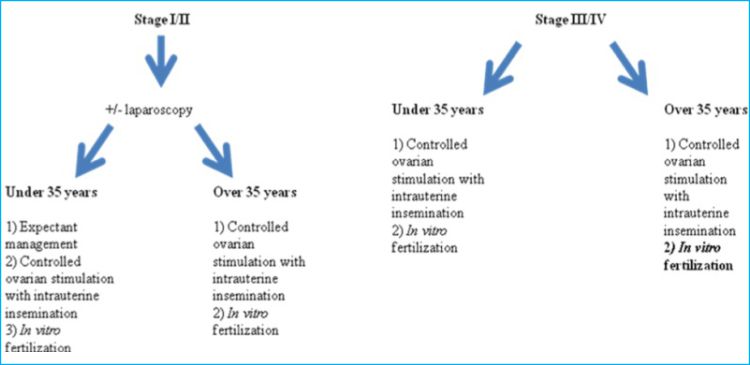 Stage I/II
+/- laparoscopy
Under 35 years
1) Expectant
management
2) Controlled
ovarian stimulation
with intrauterine
insemination
3) In vitro
fertilization
Over 35 years
1) Controlled
ovarian
stimulation with
intrauterine
insemination
2) In vitro
fertilization
Stage III/IV
Under 35 years
1) Controlled
ovarian
stimulation with
intrauterine
insemination
2) In vitro
fertilization
Over 35 years
1) Controlled
ovarian
stimulation
with
intrauterine
insemination
2) In vitro
fertilization